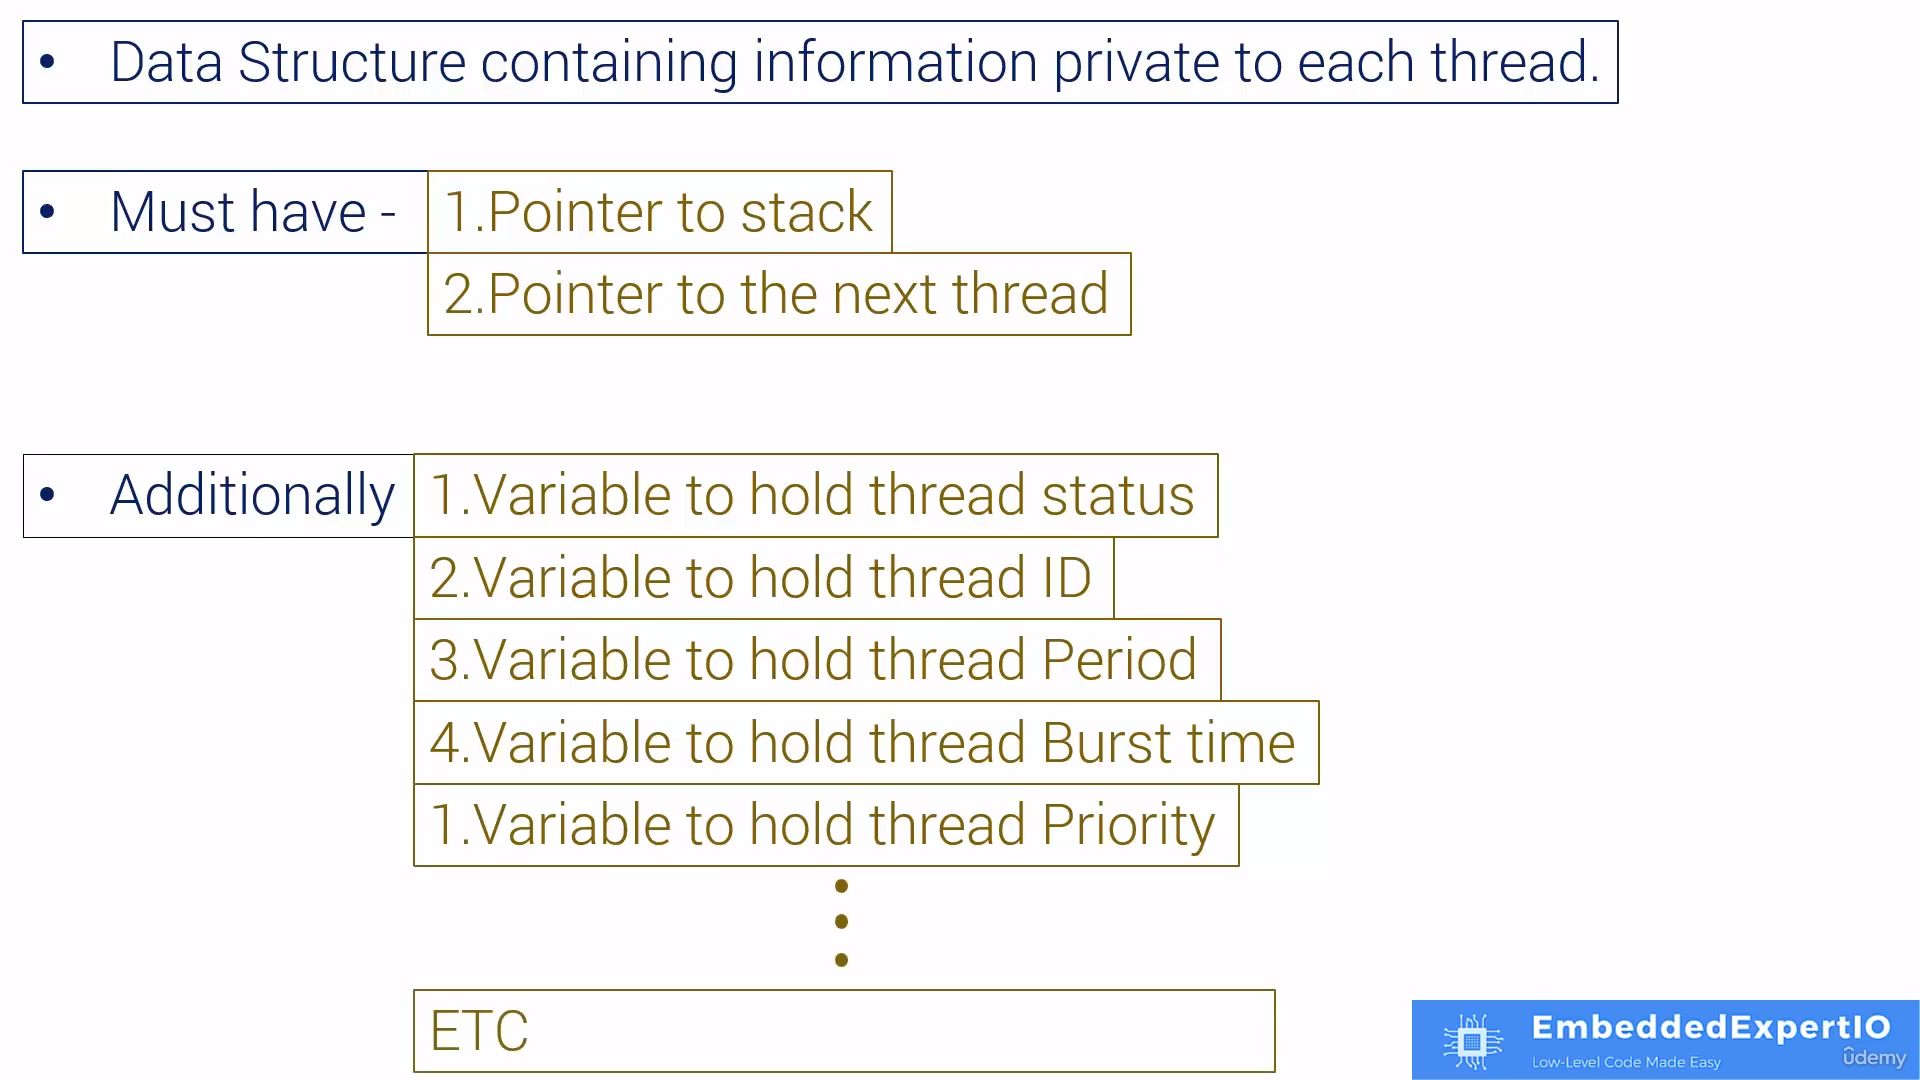 • Data Structure containing information private to each thread.
• Must have - 1.Pointer to stack
2.Pointer to the next thread
• Additionally 1.Variable to hold thread status
2.Variable to hold thread ID
3.Variable to hold thread Period
4.Variable to hold thread Burst time
1.Variable to hold thread Priority
ETC
EmbeddedExpertIO
Low-Level Code Made Easy
ûdemy